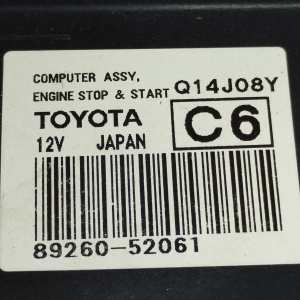 COMPUTER ASSY,
ENGINE STOP & START Q14J08Y
TOYOTA C6
12V JAPAN
89260-52061